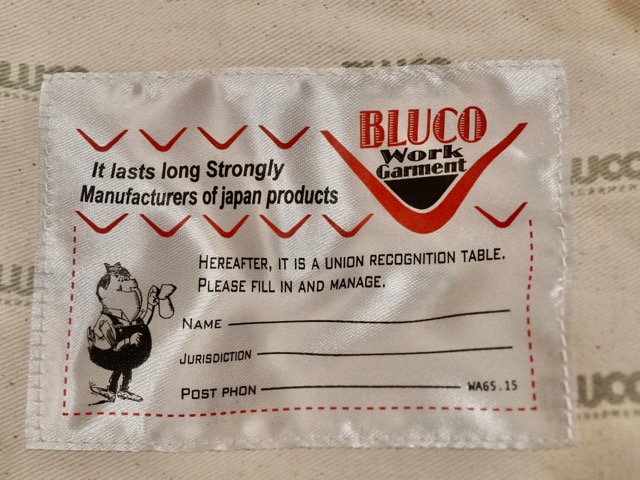 BLUCO
BLUCO
Work
Garment
It lasts long Strongly
Manufacturers of japan products
HEREAFTER, IT IS A UNION RECOGNITION TABLE.
PLEASE FILL IN AND MANAGE.
NAME
JURISDICTION
POST PHON WA65.15